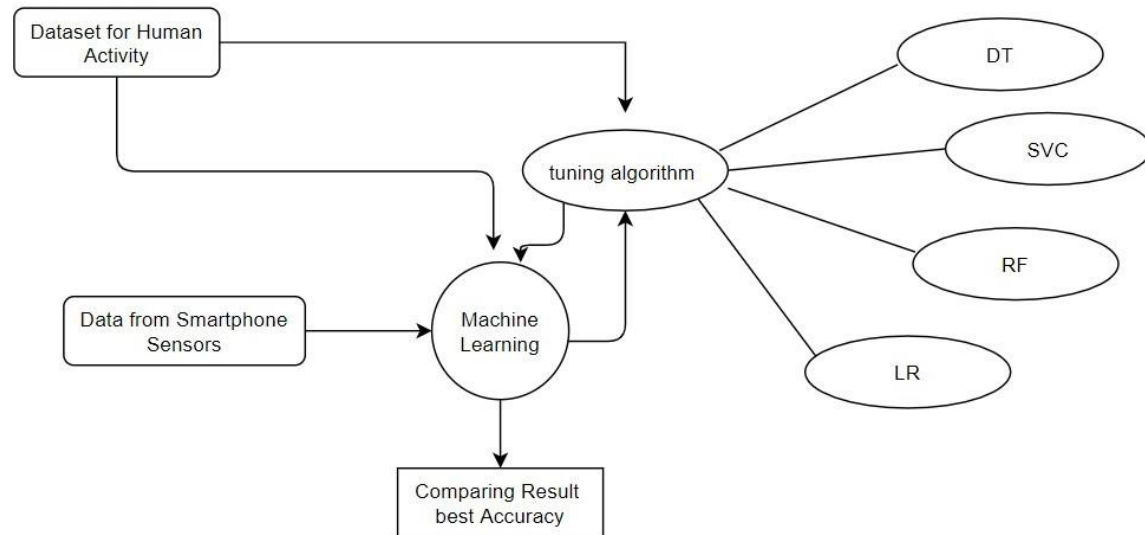 Dataset for Human
Activity
DT
SVC
tuning algorithm
RF
Data from Smartphone
Sensors
Machine
Learning
LR
Comparing Result
best Accuracy